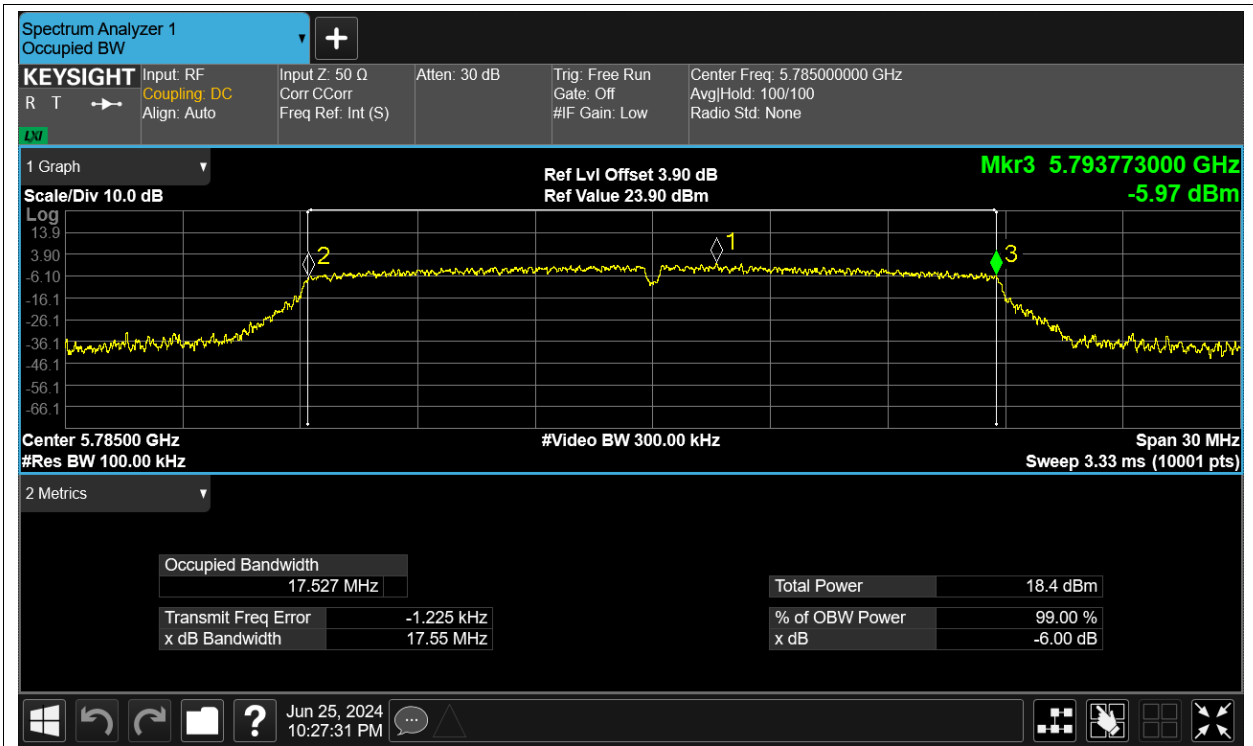 Spectrum Analyzer 1
Occupied BW
KEYSIGHT
R T
LXI
Input: RF
Coupling: DC
Align: Auto
Input Z: 50 Ω
Corr CCorr
Freq Ref: Int (S)
Atten: 30 dB
Trig: Free Run
Gate: Off
#IF Gain: Low
Center Freq: 5.785000000 GHz
Avg|Hold: 100/100
Radio Std: None
1 Graph
Scale/Div 10.0 dB
Ref Lvl Offset 3.90 dB
Ref Value 23.90 dBm
Mkr3 5.793773000 GHz
-5.97 dBm
Log
13.9
3.90
-6.10
-16.1
-26.1
-36.1
-46.1
-56.1
-66.1
2
1
3
Center 5.78500 GHz
#Res BW 100.00 kHz
#Video BW 300.00 kHz
Span 30 MHz
Sweep 3.33 ms (10001 pts)
2 Metrics
Occupied Bandwidth
17.527 MHz
Transmit Freq Error -1.225 kHz
x dB Bandwidth 17.55 MHz
Total Power 18.4 dBm
% of OBW Power 99.00 %
x dB -6.00 dB
?
Jun 25, 2024
10:27:31 PM